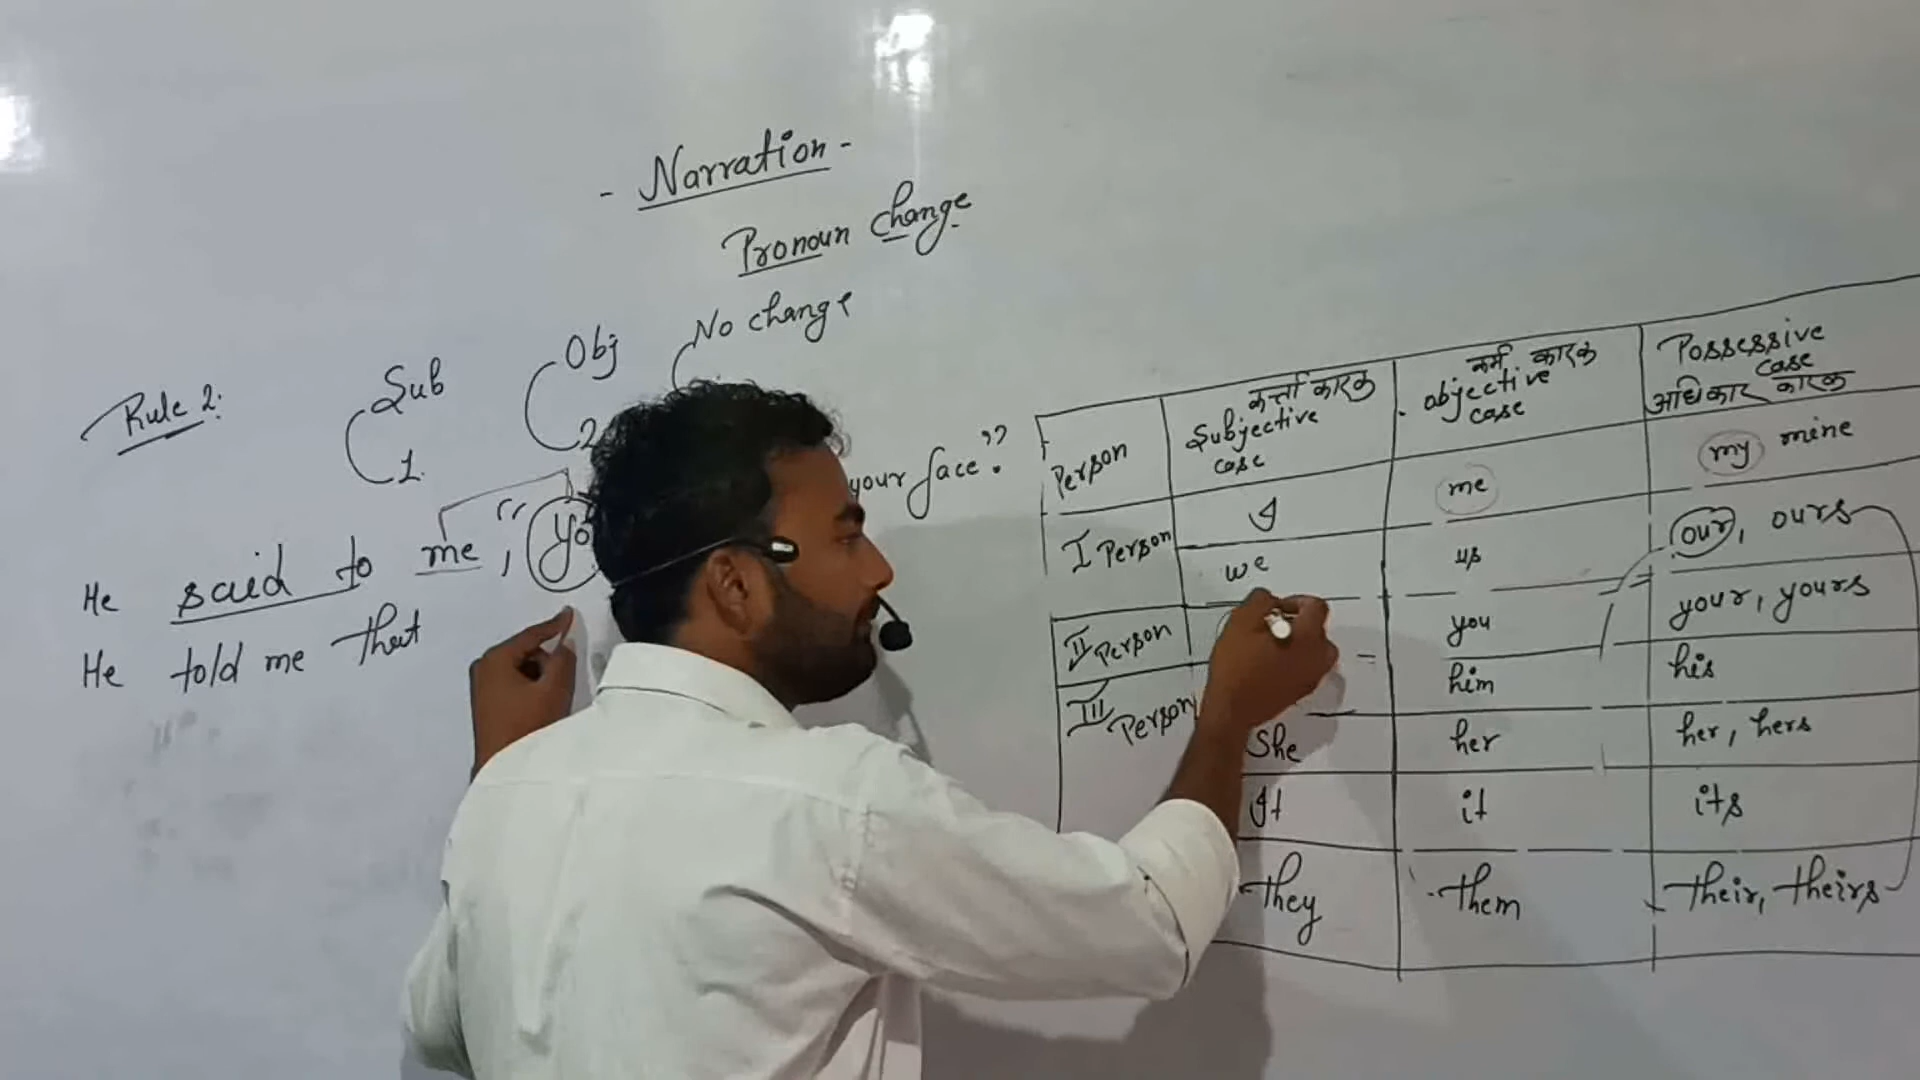 - Narration -
Pronoun change
Rule 2:
Sub Obj No change
1. 2
He said to me, “ your face.”
He told me that
Person
कर्त्ता कारक
Subjective case
कर्म कारक
objective case
Possessive case
अधिकार कारक
I Person I me my mine
we us our, ours
II Person you your, yours
III Person him his
She her her, hers
It it its
They them their, theirs